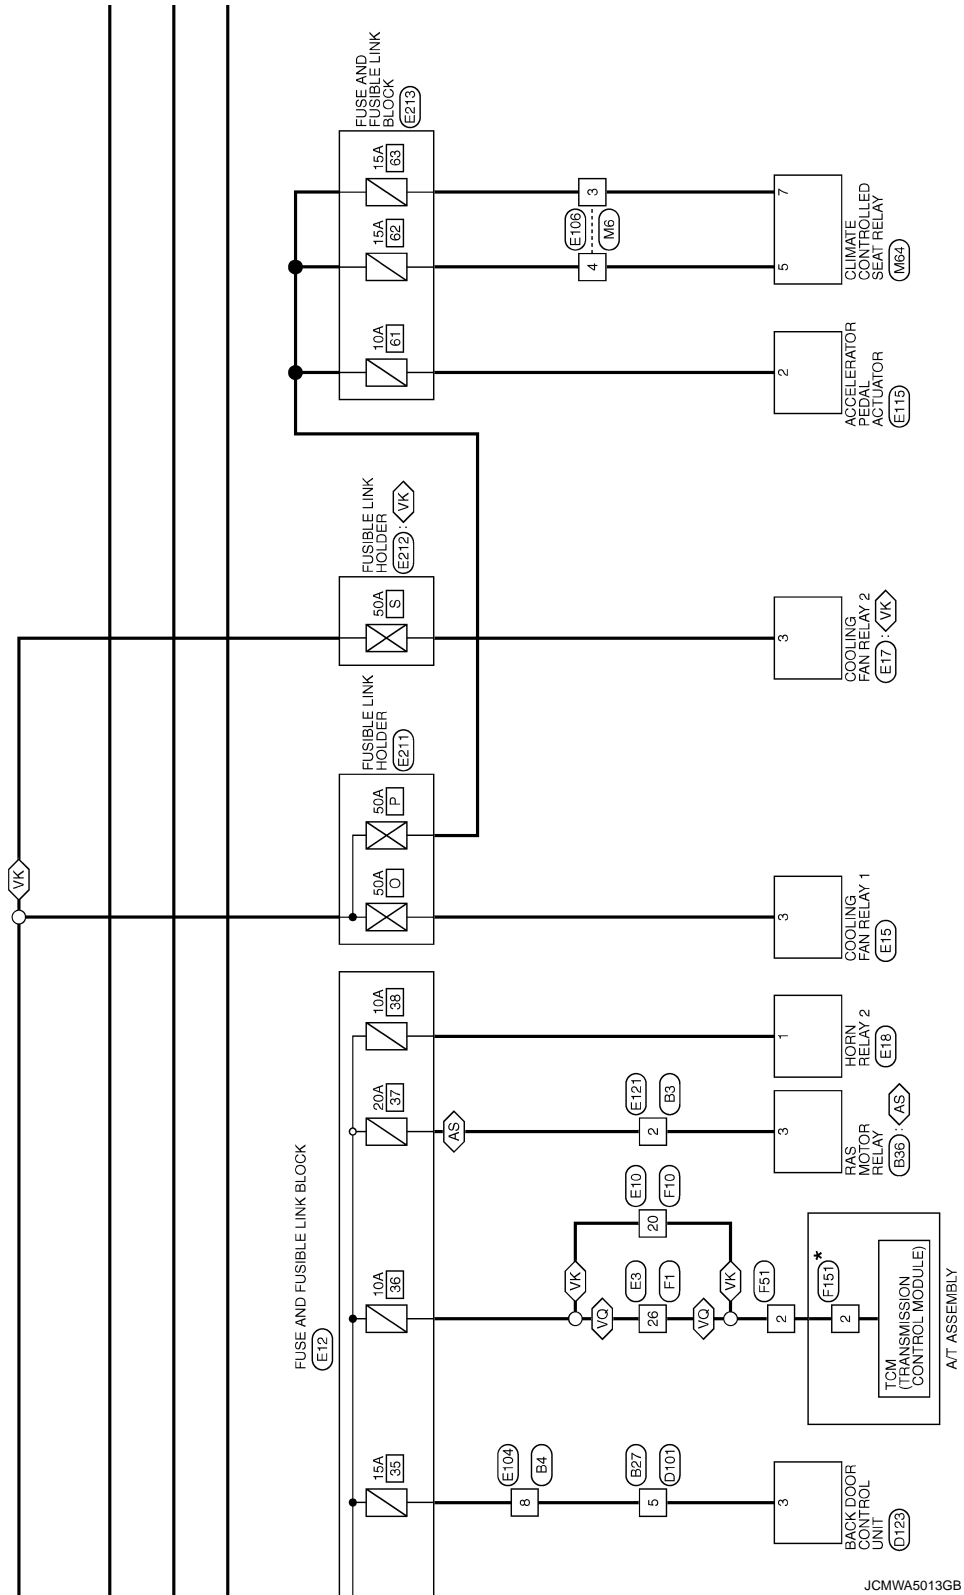 FUSE AND FUSIBLE LINK BLOCK
E12
15A
35
10A
36
20A
37
10A
38
E104
8
B4
B27
5
D101
3
BACK DOOR
CONTROL
UNIT
D123
VK
E10
20
F10
VQ
E3
26
F1
VQ
VK
F51
2
*
F151
2
TCM
(TRANSMISSION
CONTROL MODULE)
A/T ASSEMBLY
AS
E121
2
B3
3
RAS
MOTOR
RELAY
B36 : AS
1
HORN
RELAY 2
E18
VK
FUSIBLE LINK
HOLDER
E211
50A
O
50A
P
3
COOLING
FAN RELAY 1
E15
FUSIBLE LINK
HOLDER
E212 : VK
50A
S
3
COOLING
FAN RELAY 2
E17 : VK
FUSE AND
FUSIBLE LINK
BLOCK
E213
10A
61
15A
62
15A
63
2
ACCELERATOR
PEDAL
ACTUATOR
E115
E106
4
3
M6
5
7
CLIMATE
CONTROLLED
SEAT RELAY
M64
JCMWA5013GB